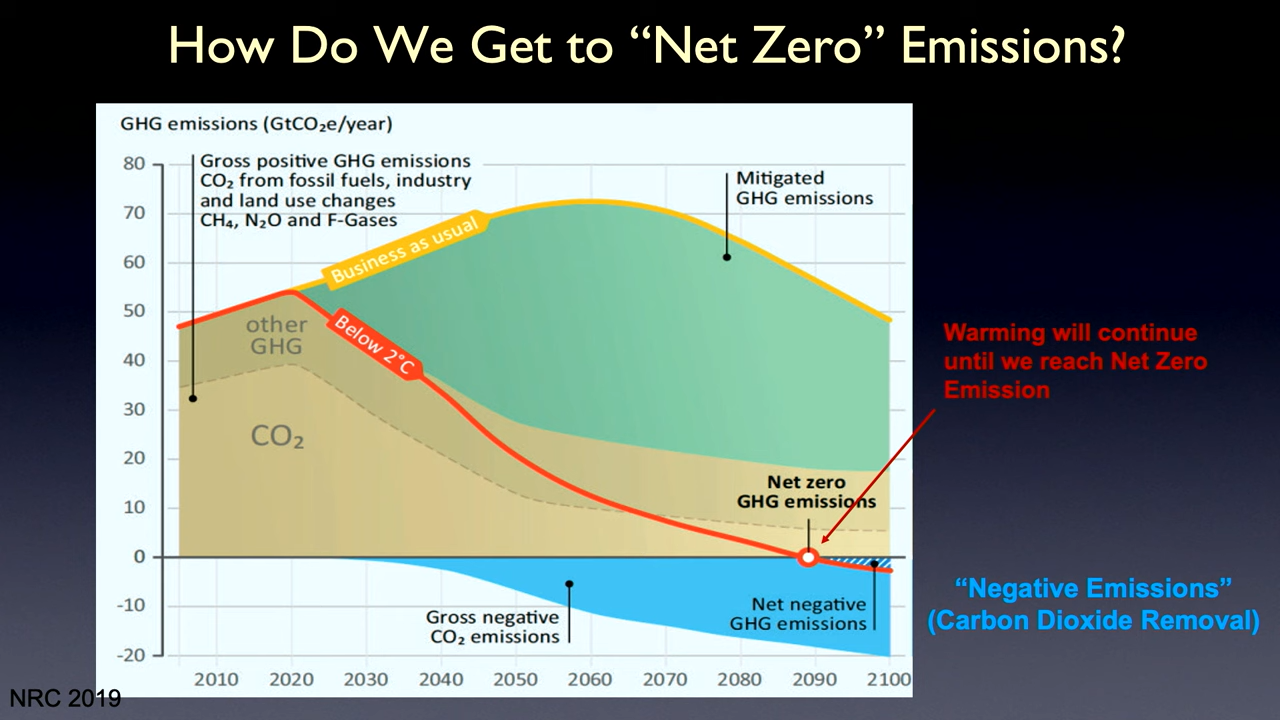 How Do We Get to “Net Zero” Emissions?
GHG emissions (GtCO₂e/year)
80
70
60
50
40
30
20
10
0
-10
-20
Gross positive GHG emissions
CO₂ from fossil fuels, industry
and land use changes
CH₄, N₂O and F-Gases
Business as usual
Mitigated
GHG emissions
Below 2°C
other
GHG
CO₂
Net zero
GHG emissions
Gross negative
CO₂ emissions
Net negative
GHG emissions
2010 2020 2030 2040 2050 2060 2070 2080 2090 2100
Warming will continue
until we reach Net Zero
Emission
“Negative Emissions”
(Carbon Dioxide Removal)
NRC 2019